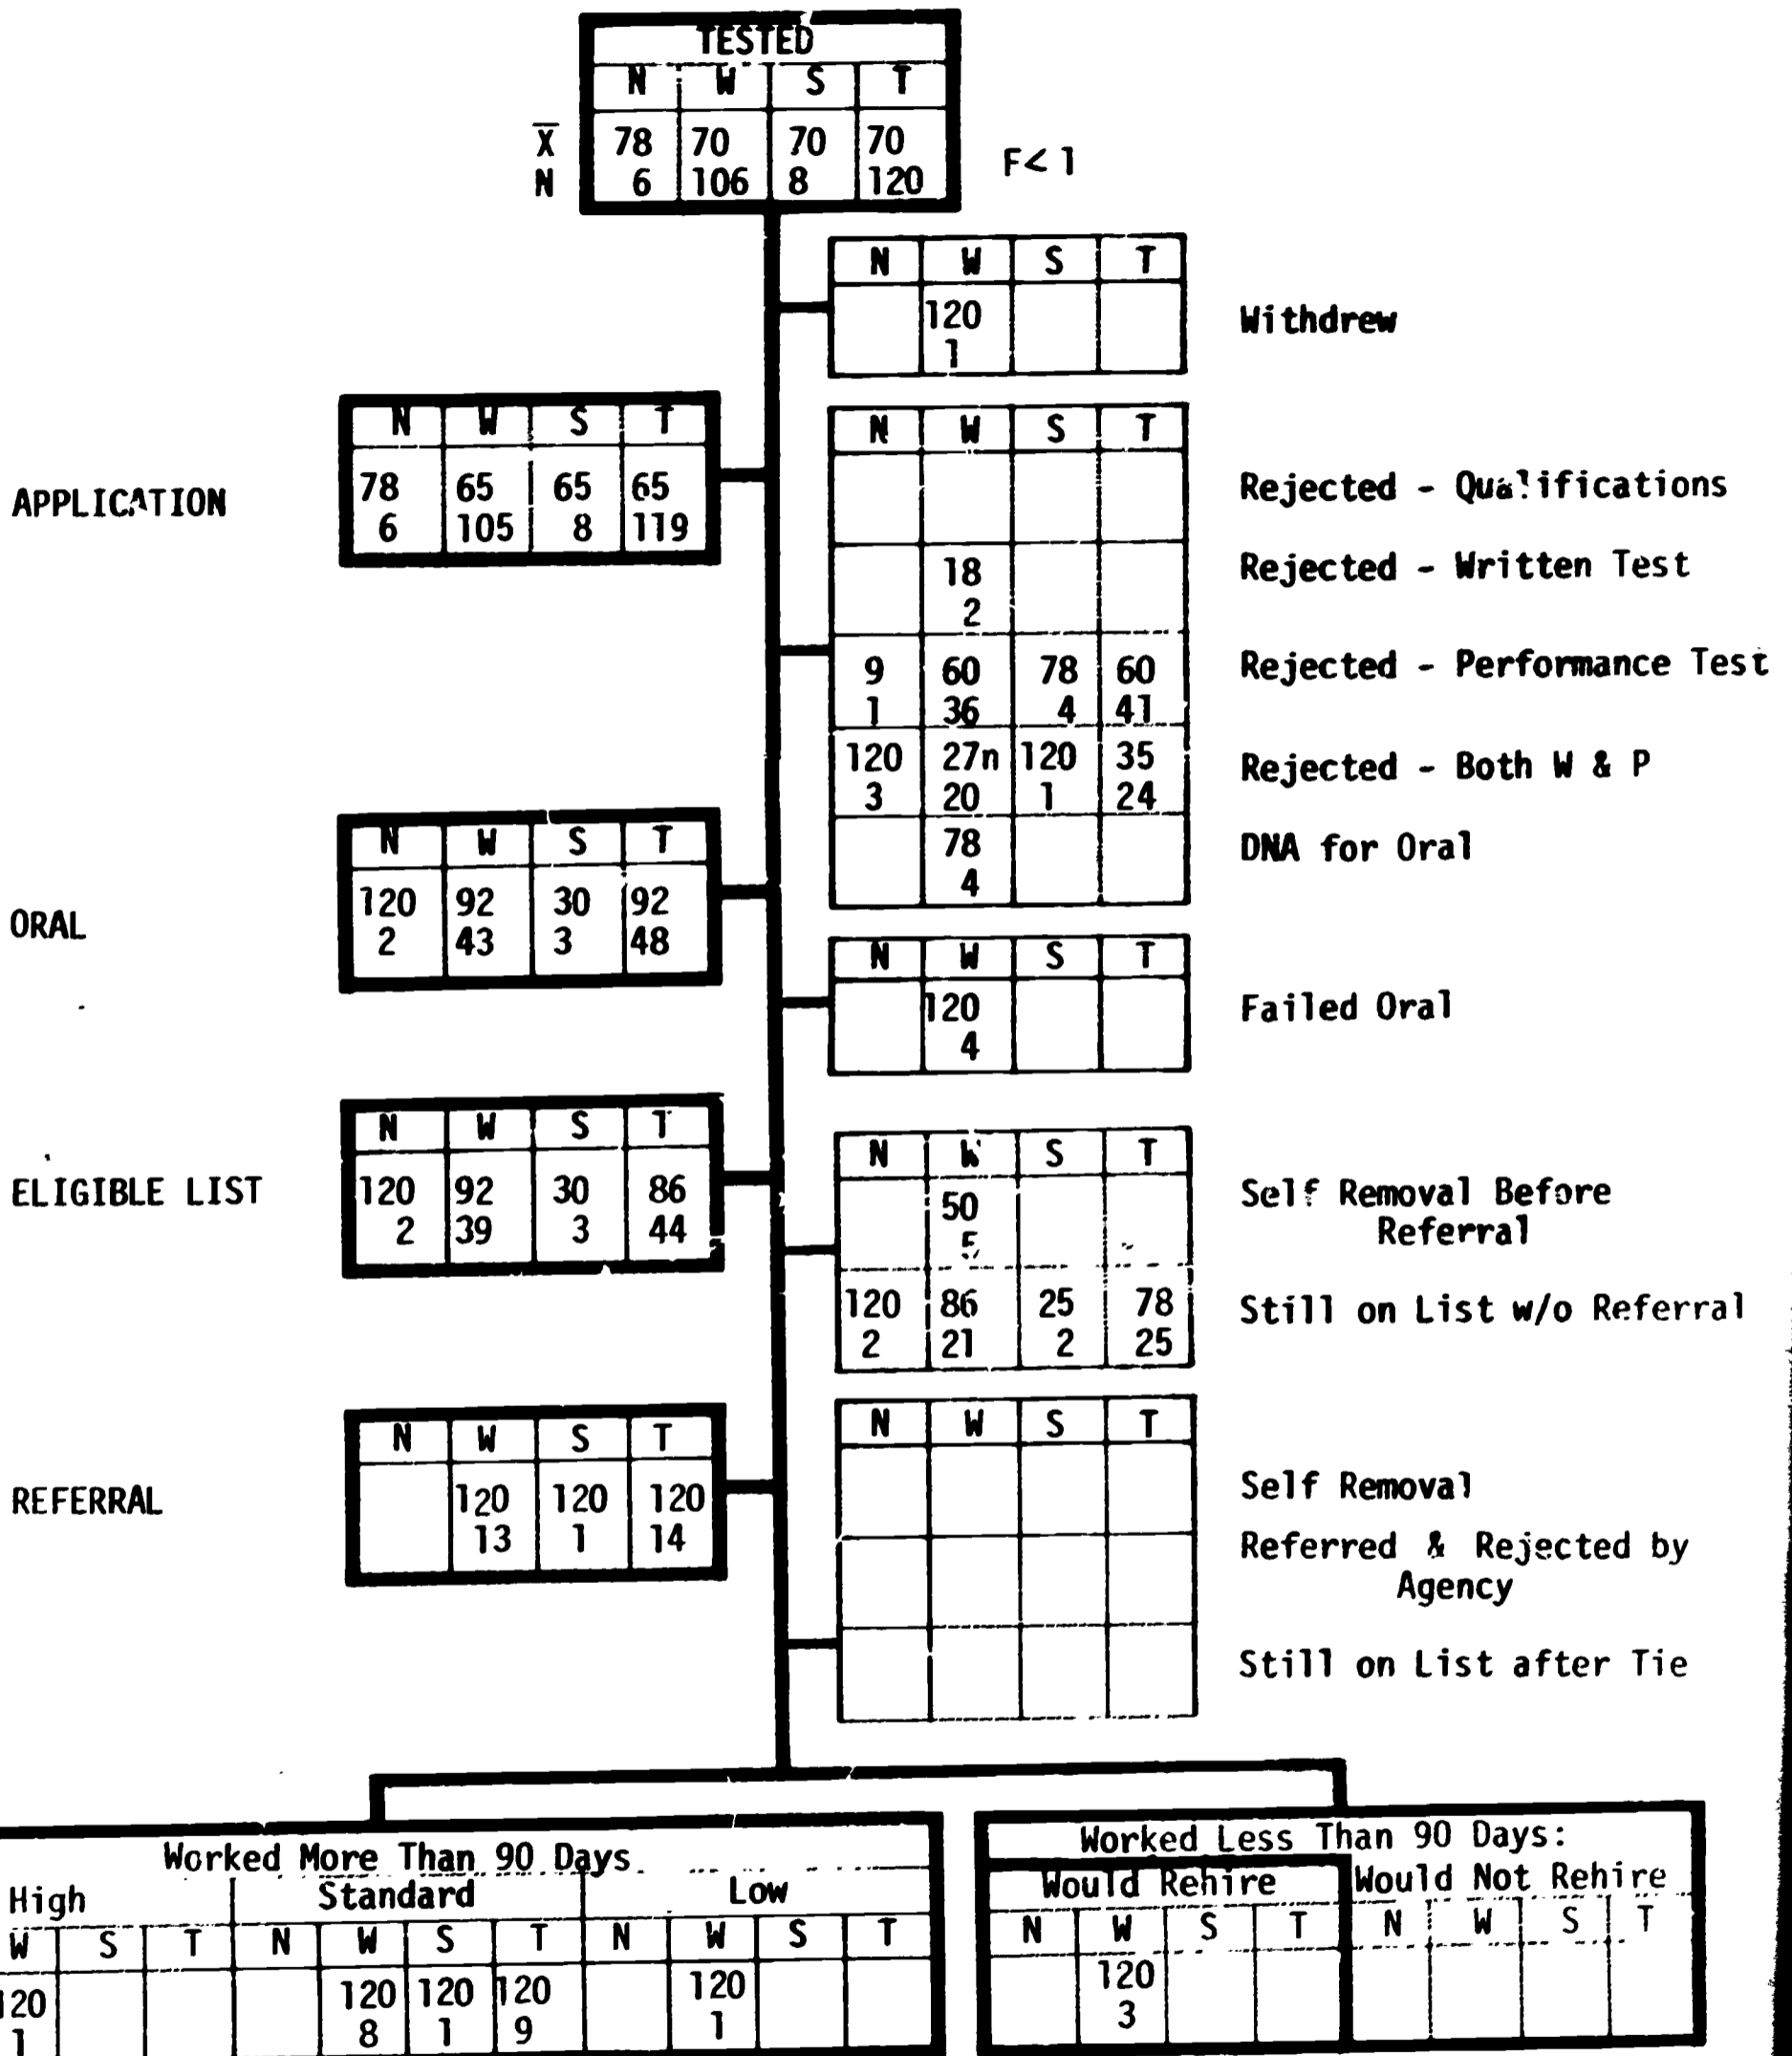 TESTED
N W S T
X̄ 78 70 70 70
N 6 106 8 120
F< 1
N W S T
120
1
Withdrew
APPLICATION
N W S T
78 65 65 65
6 105 8 119
N W S T
Rejected - Qualifications
18
2
Rejected - Written Test
9 60 78 60
1 36 4 41
Rejected - Performance Test
120 27n 120 35
3 20 1 24
Rejected - Both W & P
78
4
DNA for Oral
ORAL
N W S T
120 92 30 92
2 43 3 48
N W S T
120
4
Failed Oral
ELIGIBLE LIST
N W S T
120 92 30 86
2 39 3 44
N W S T
50
5
Self Removal Before
Referral
120 86 25 78
2 21 2 25
Still on List w/o Referral
REFERRAL
N W S T
120 120 120
13 1 14
N W S T
Self Removal
Referred & Rejected by
Agency
Still on List after Tie
Worked More Than 90 Days
High Standard Low
W S T N W S T N W S T
120 120 120 120 120
1 8 1 9 1
Worked Less Than 90 Days:
Would Rehire Would Not Rehire
N W S T N W S T
120
3